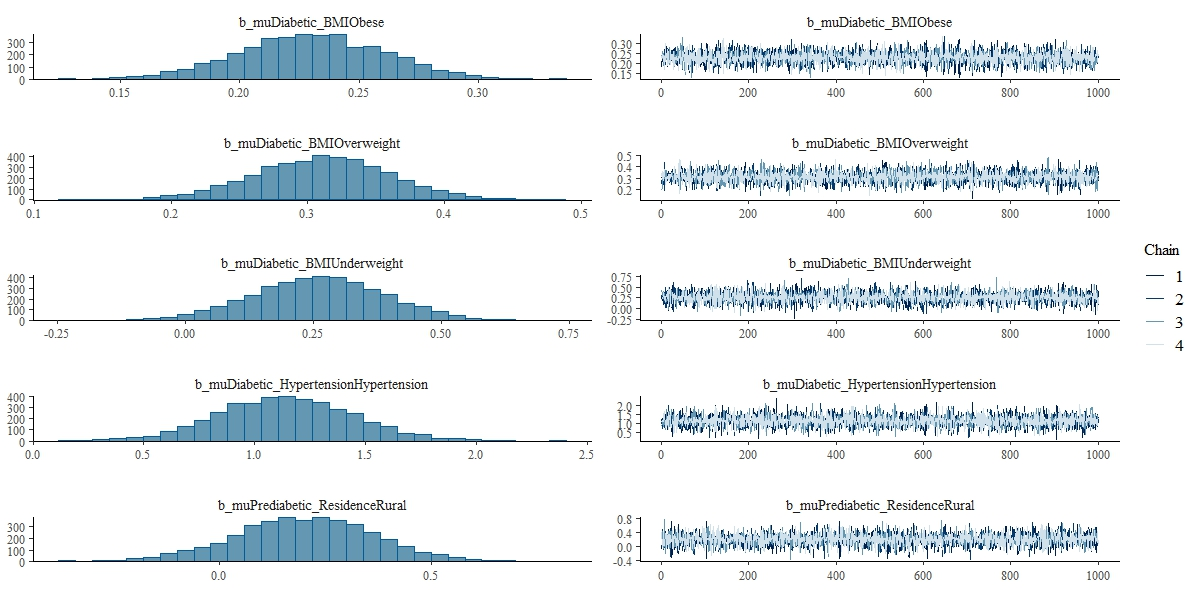 b_muDiabetic_BMIObese
300
200
100
0
0.15 0.20 0.25 0.30
b_muDiabetic_BMIObese
0.30
0.25
0.20
0.15
0 200 400 600 800 1000
b_muDiabetic_BMIOverweight
400
300
200
100
0
0.1 0.2 0.3 0.4 0.5
b_muDiabetic_BMIOverweight
0.5
0.4
0.3
0.2
0 200 400 600 800 1000
b_muDiabetic_BMIUnderweight
400
300
200
100
0
-0.25 0.00 0.25 0.50 0.75
b_muDiabetic_BMIUnderweight
0.75
0.50
0.25
0.00
-0.25
0 200 400 600 800 1000
b_muDiabetic_HypertensionHypertension
400
300
200
100
0
0.0 0.5 1.0 1.5 2.0 2.5
b_muDiabetic_HypertensionHypertension
2.0
1.5
1.0
0.5
0 200 400 600 800 1000
b_muPrediabetic_ResidenceRural
300
200
100
0
0.0 0.5
b_muPrediabetic_ResidenceRural
0.8
0.4
0.0
-0.4
0 200 400 600 800 1000
Chain
1
2
3
4